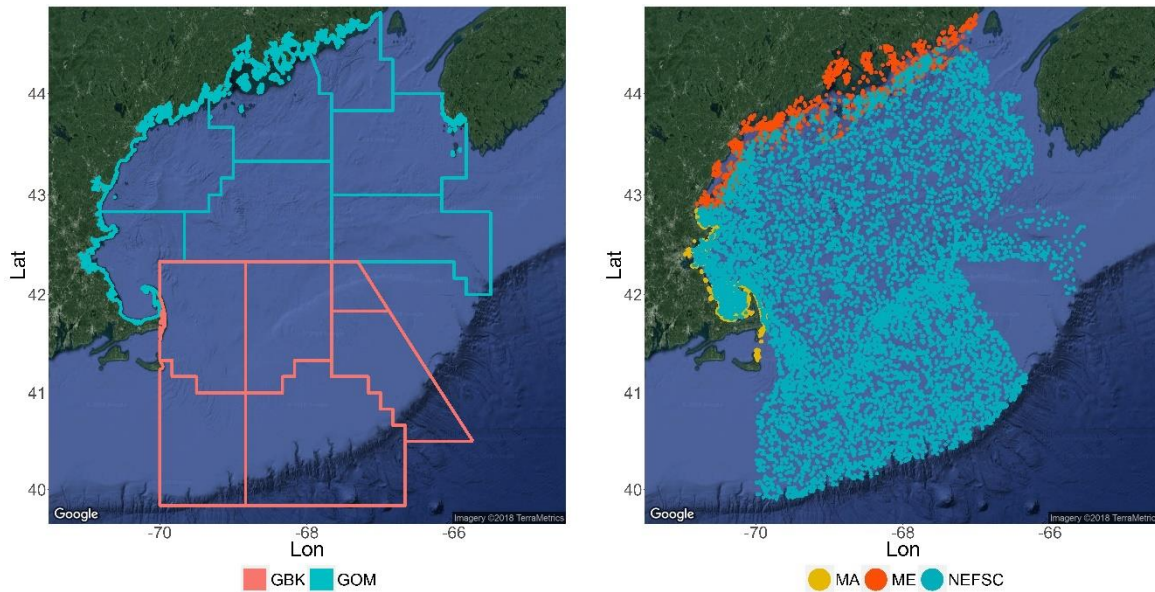 44
43
42
41
40
Lat
Google
Imagery ©2018 TerraMetrics
-70
-68
-66
Lon
GBK
GOM
44
43
42
41
40
Lat
Google
Imagery ©2018 TerraMetrics
-70
-68
-66
Lon
MA
ME
NEFSC